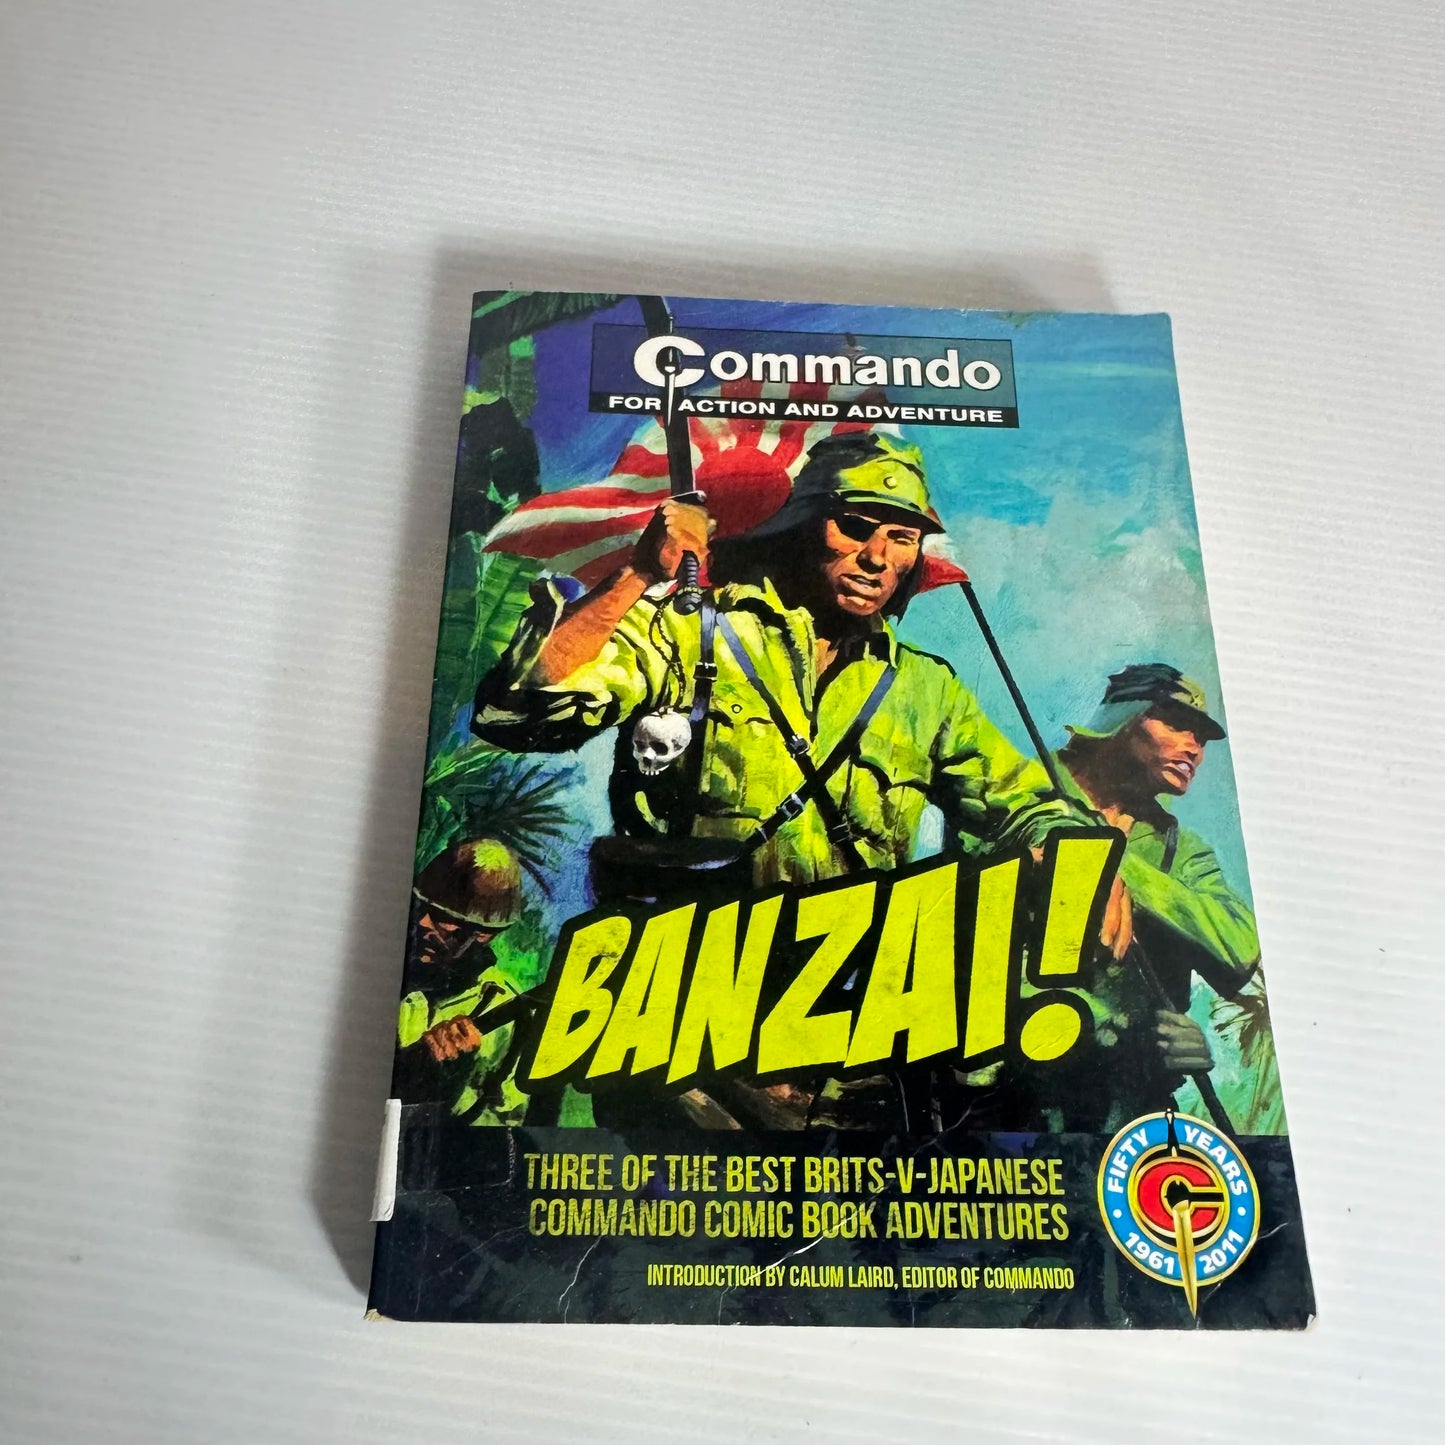 Commando
FOR ACTION AND ADVENTURE
BANZAI!
THREE OF THE BEST BRITS-V-JAPANESE
COMMANDO COMIC BOOK ADVENTURES
INTRODUCTION BY CALUM LAIRD, EDITOR OF COMMANDO
FIFTY YEARS
C
1961 2011